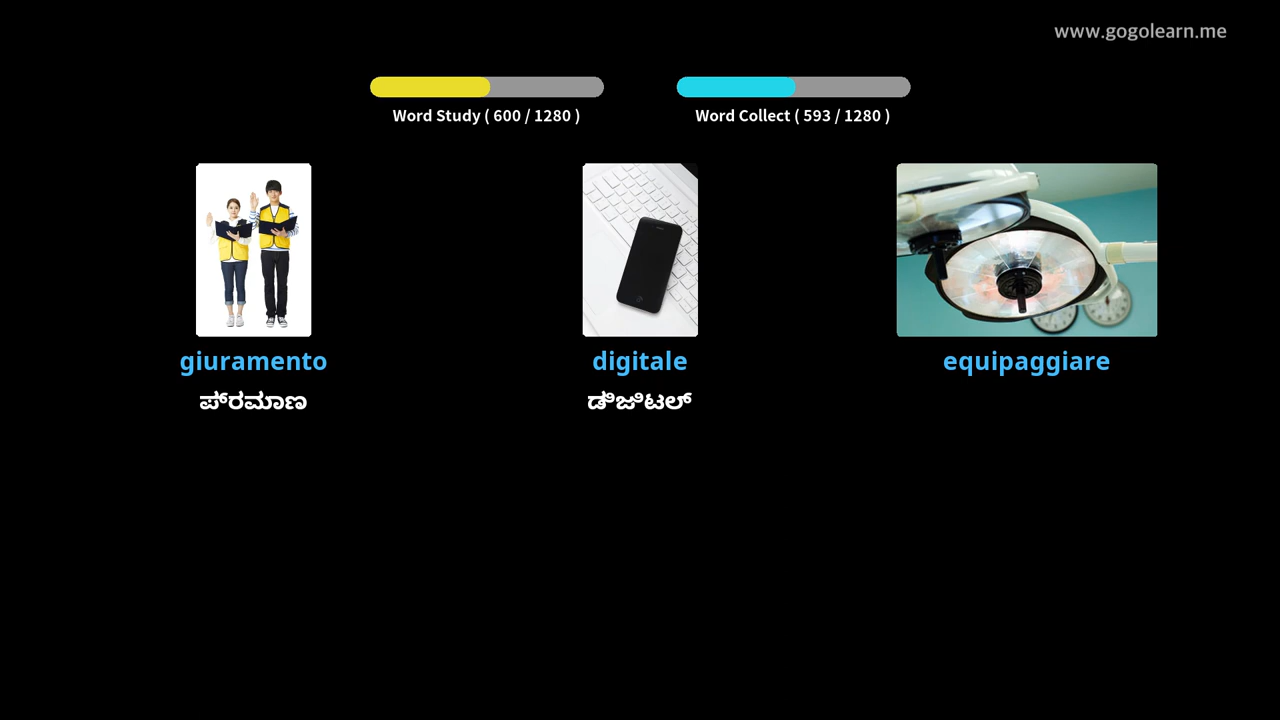 www.gogolearn.me
Word Study ( 600 / 1280 )
Word Collect ( 593 / 1280 )
giuramento
digitale
equipaggiare
ಪ್ರಮಾಣ
ಡಿಜಿಟಲ್